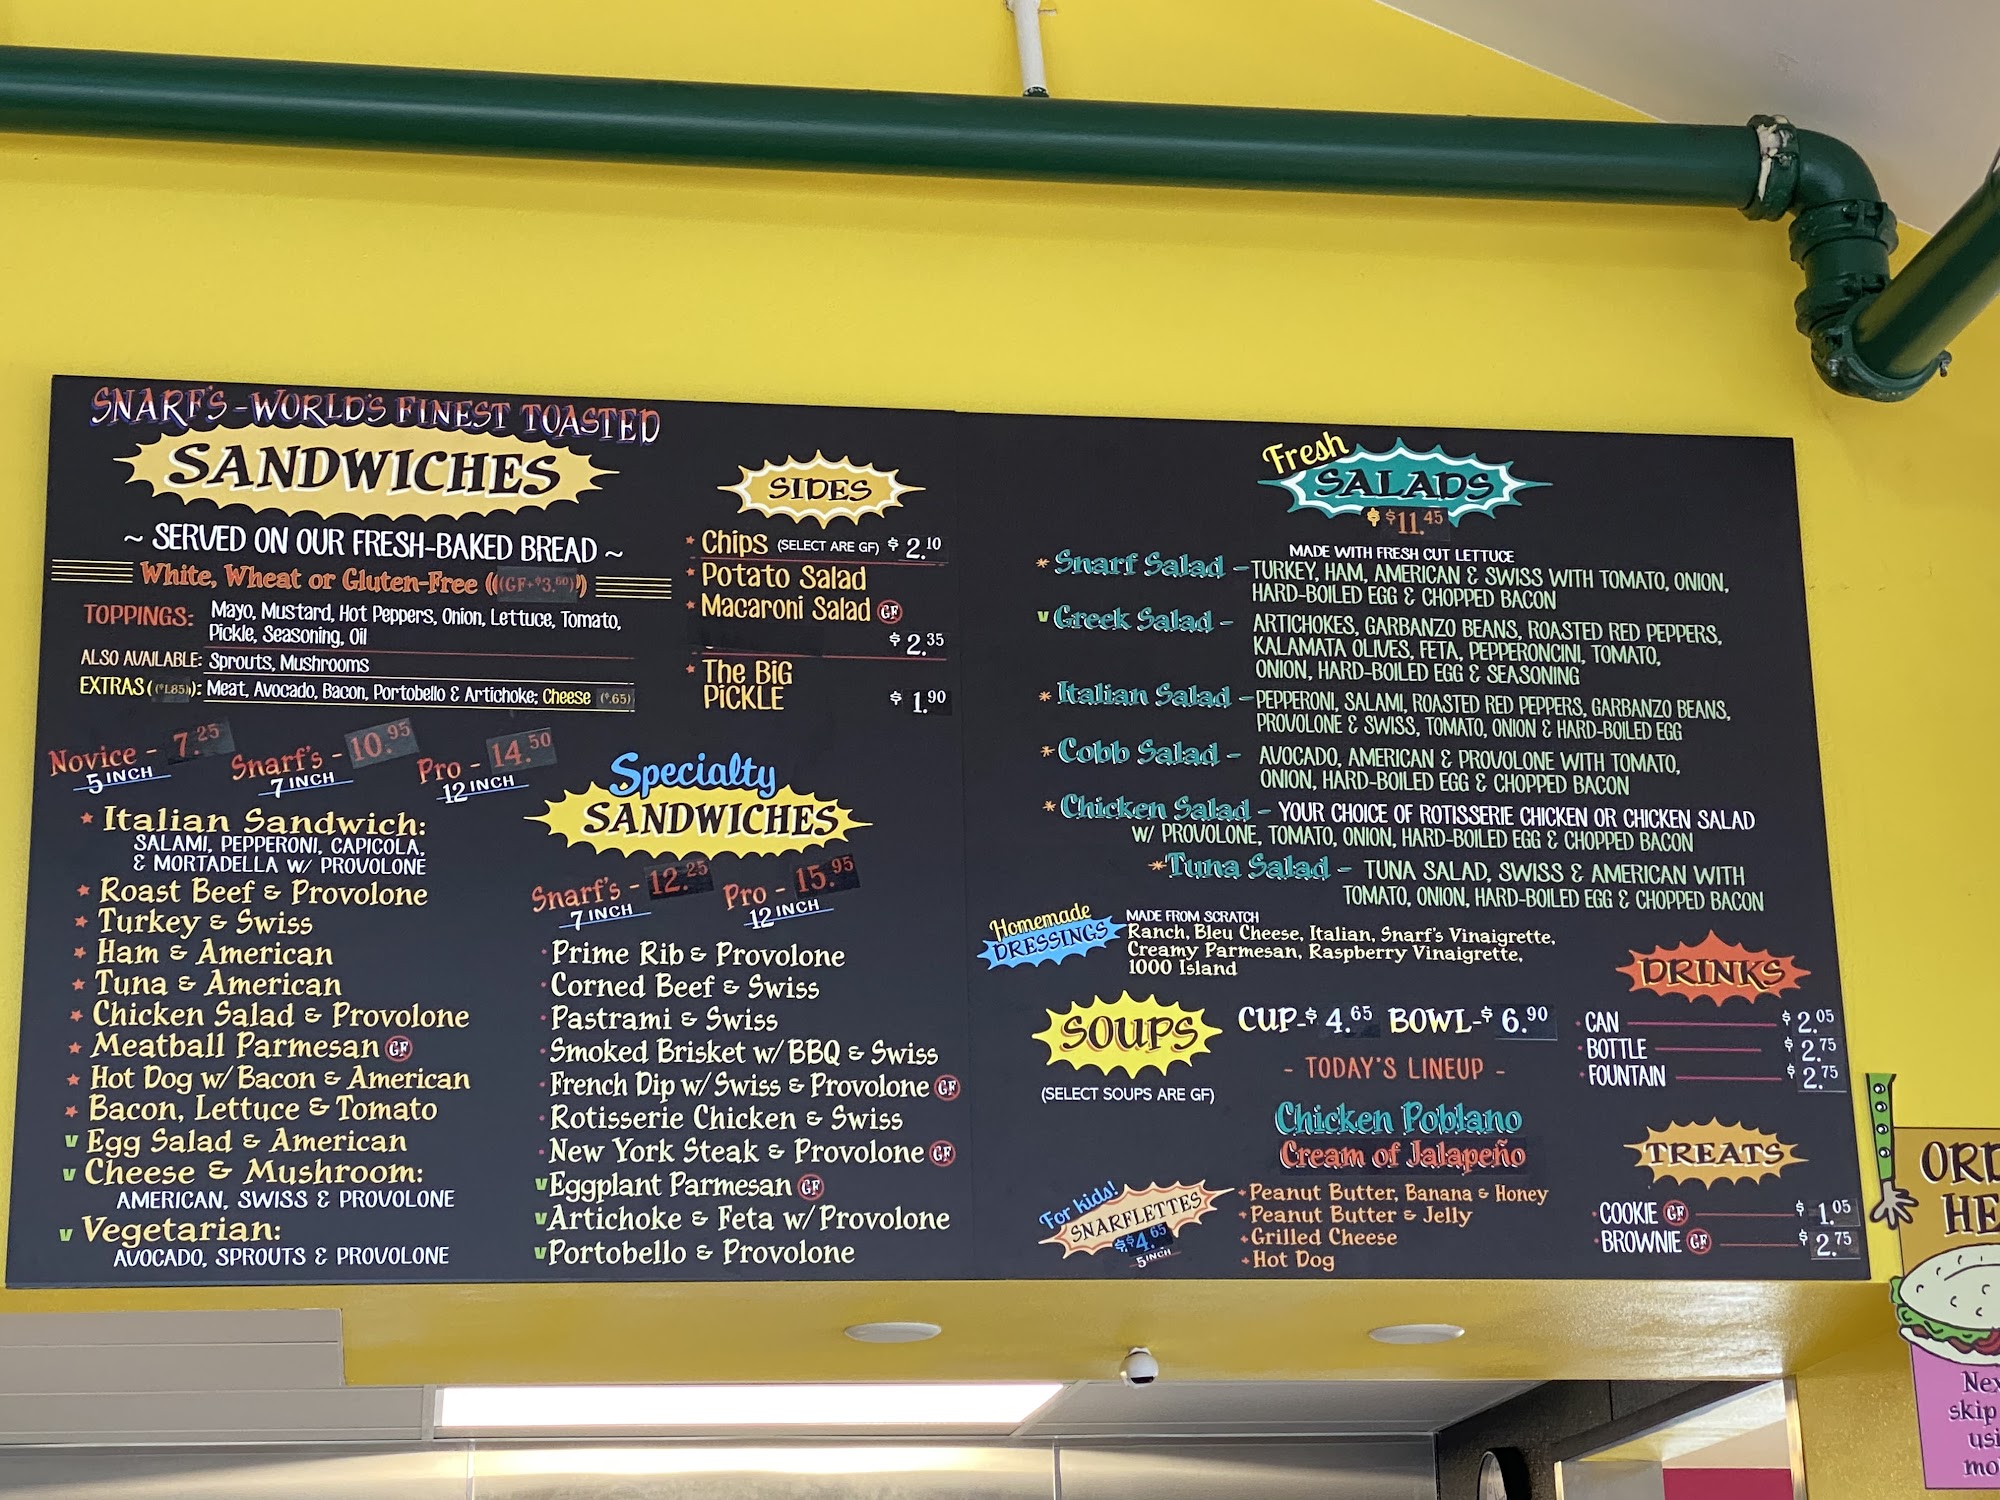 SNARF'S - WORLD'S FINEST TOASTED
SANDWICHES
~ SERVED ON OUR FRESH-BAKED BREAD ~
White, Wheat or Gluten-Free ((GF+$3.60))
TOPPINGS: Mayo, Mustard, Hot Peppers, Onion, Lettuce, Tomato,
Pickle, Seasoning, Oil
ALSO AVAILABLE: Sprouts, Mushrooms
EXTRAS ($1.85): Meat, Avocado, Bacon, Portobello & Artichoke; Cheese ($.65)
Novice - 7.25
5 INCH
Snarf's - 10.95
7 INCH
Pro - 14.50
12 INCH
* Italian Sandwich:
SALAMI, PEPPERONI, CAPICOLA,
& MORTADELLA W/ PROVOLONE
* Roast Beef & Provolone
* Turkey & Swiss
* Ham & American
* Tuna & American
* Chicken Salad & Provolone
* Meatball Parmesan GF
* Hot Dog w/ Bacon & American
* Bacon, Lettuce & Tomato
V Egg Salad & American
V Cheese & Mushroom:
AMERICAN, SWISS & PROVOLONE
V Vegetarian:
AVOCADO, SPROUTS & PROVOLONE
SIDES
* Chips (SELECT ARE GF) $2.10
* Potato Salad
* Macaroni Salad GF
$2.35
* The BiG
PiCKLE $1.90
Specialty
SANDWICHES
Snarf's - 12.25
7 INCH
Pro - 15.95
12 INCH
· Prime Rib & Provolone
· Corned Beef & Swiss
· Pastrami & Swiss
· Smoked Brisket w/ BBQ & Swiss
· French Dip w/ Swiss & Provolone GF
· Rotisserie Chicken & Swiss
· New York Steak & Provolone GF
V Eggplant Parmesan GF
V Artichoke & Feta w/ Provolone
V Portobello & Provolone
Fresh
SALADS
$ $11.45
MADE WITH FRESH CUT LETTUCE
* Snarf Salad - TURKEY, HAM, AMERICAN & SWISS WITH TOMATO, ONION,
HARD-BOILED EGG & CHOPPED BACON
V Greek Salad - ARTICHOKES, GARBANZO BEANS, ROASTED RED PEPPERS,
KALAMATA OLIVES, FETA, PEPPERONCINI, TOMATO,
ONION, HARD-BOILED EGG & SEASONING
* Italian Salad - PEPPERONI, SALAMI, ROASTED RED PEPPERS, GARBANZO BEANS,
PROVOLONE & SWISS, TOMATO, ONION & HARD-BOILED EGG
* Cobb Salad - AVOCADO, AMERICAN & PROVOLONE WITH TOMATO,
ONION, HARD-BOILED EGG & CHOPPED BACON
* Chicken Salad - YOUR CHOICE OF ROTISSERIE CHICKEN OR CHICKEN SALAD
W/ PROVOLONE, TOMATO, ONION, HARD-BOILED EGG & CHOPPED BACON
* Tuna Salad - TUNA SALAD, SWISS & AMERICAN WITH
TOMATO, ONION, HARD-BOILED EGG & CHOPPED BACON
Homemade
DRESSINGS
MADE FROM SCRATCH
Ranch, Bleu Cheese, Italian, Snarf's Vinaigrette,
Creamy Parmesan, Raspberry Vinaigrette,
1000 Island
SOUPS
(SELECT SOUPS ARE GF)
CUP-$4.65 BOWL-$6.90
- TODAY'S LINEUP -
Chicken Poblano
Cream of Jalapeño
For kids!
SNARFLETTES
$.$4.65
5 INCH
· Peanut Butter, Banana & Honey
· Peanut Butter & Jelly
· Grilled Cheese
· Hot Dog
DRINKS
· CAN $2.05
· BOTTLE $2.75
· FOUNTAIN $2.75
TREATS
· COOKIE GF $1.05
· BROWNIE GF $2.75
ORD
HE
Nex
skip
usi
mo